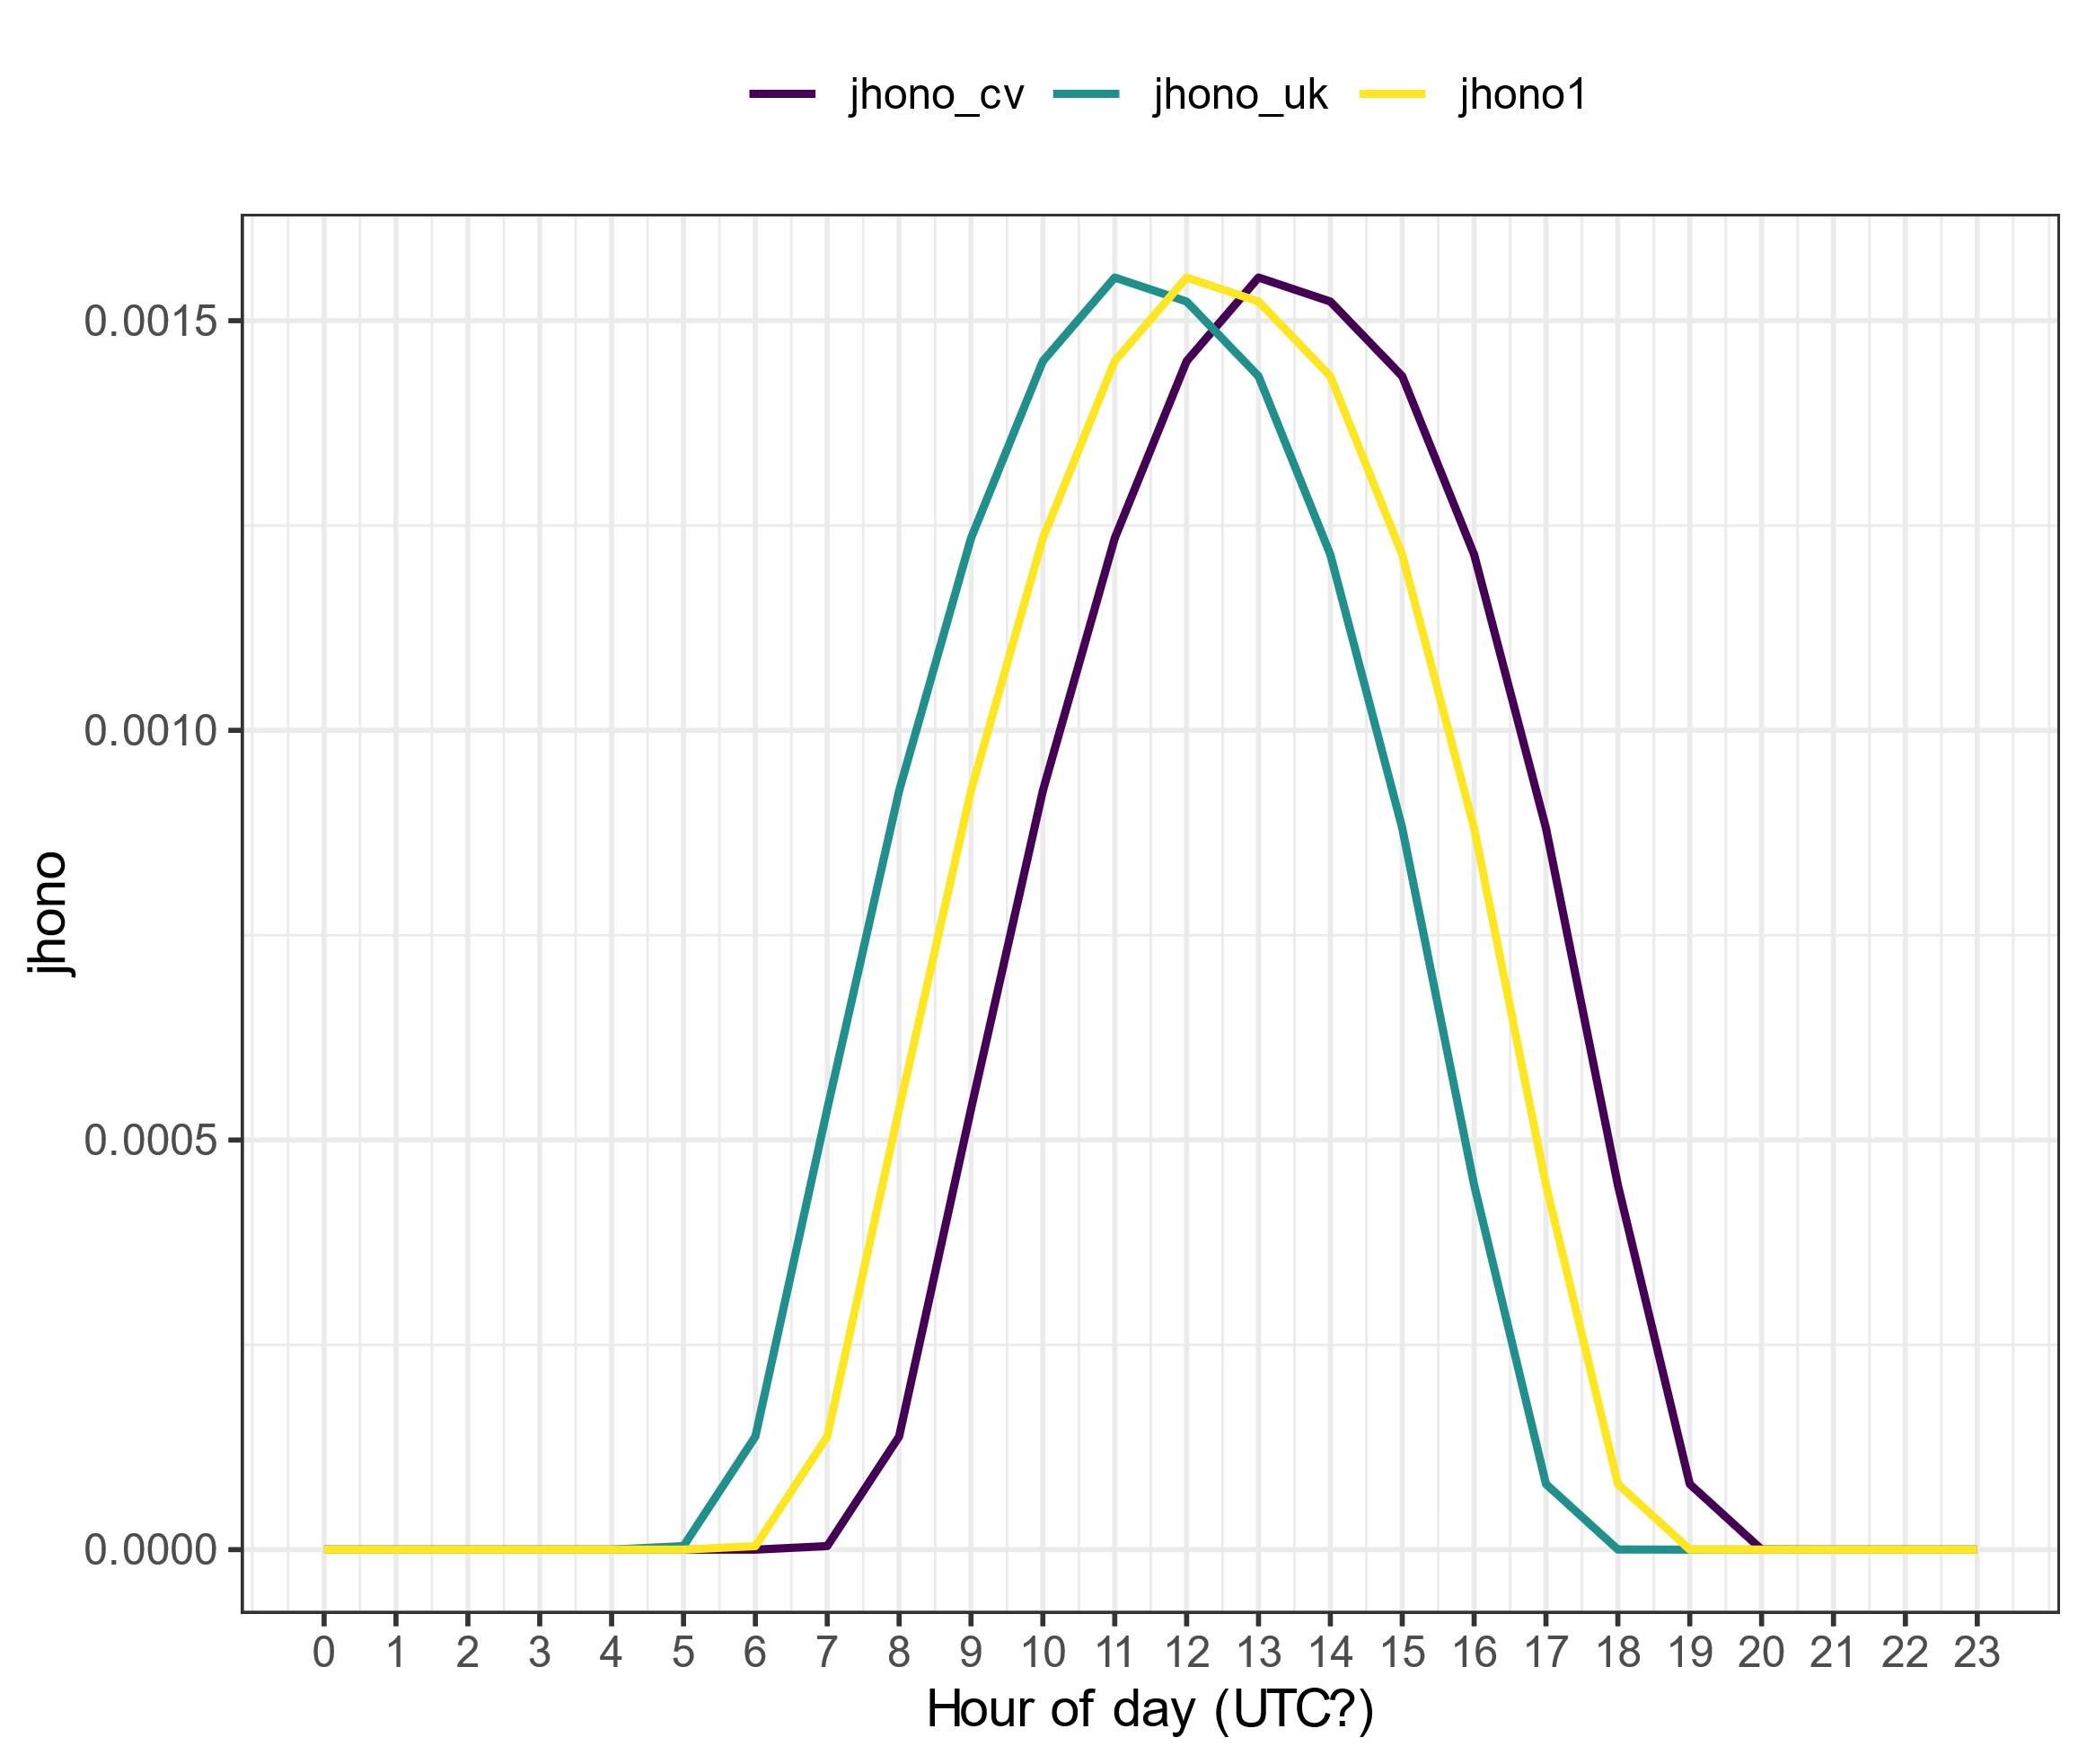 jhono_cv jhono_uk jhono1
0.0015
0.0010
0.0005
0.0000
jhono
0 1 2 3 4 5 6 7 8 9 10 11 12 13 14 15 16 17 18 19 20 21 22 23
Hour of day (UTC?)